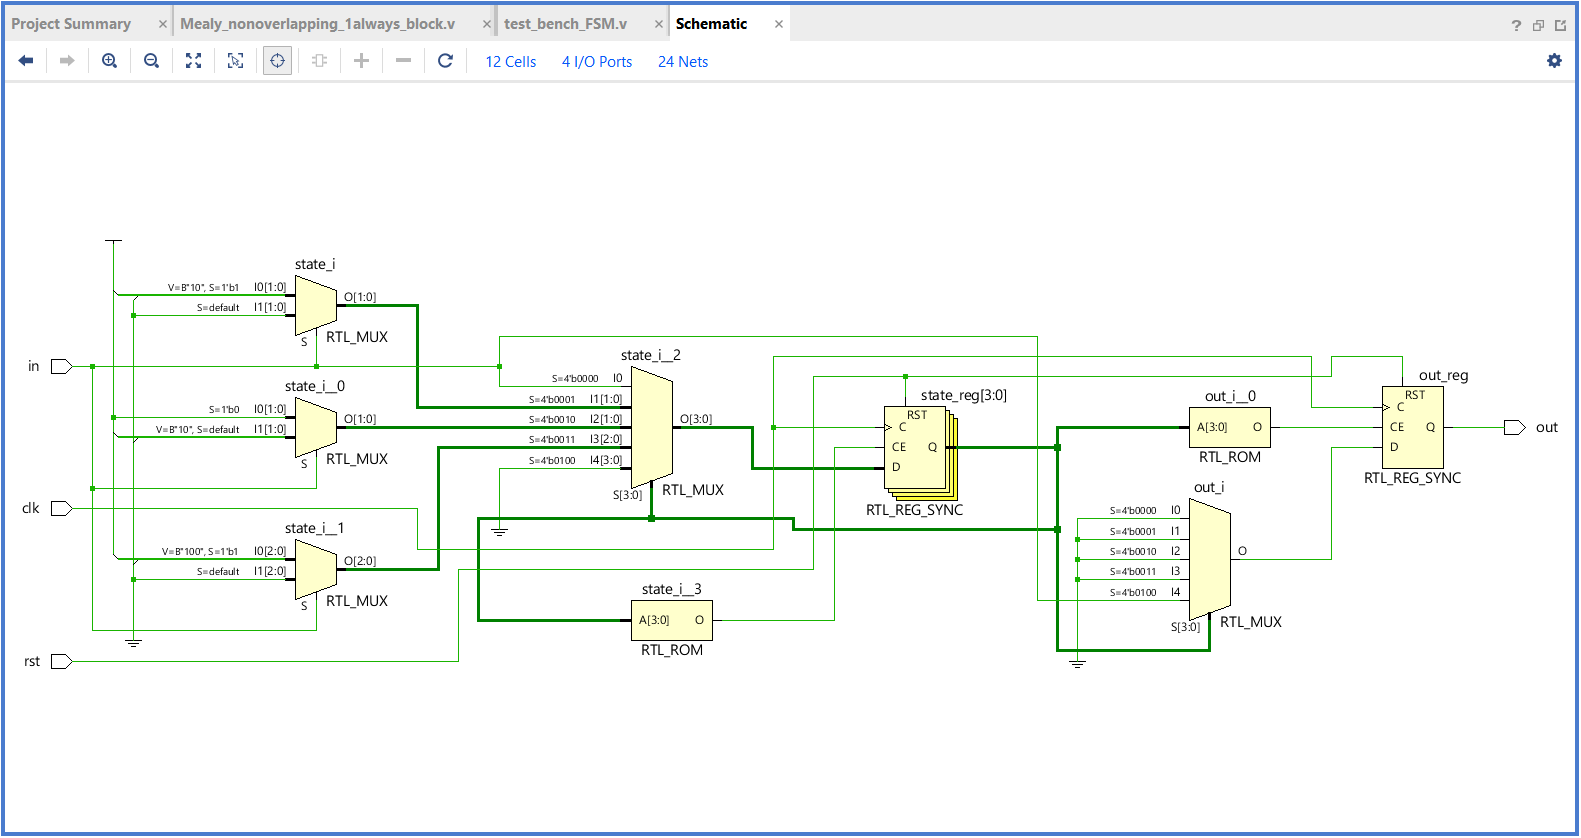 Project Summary × Mealy_nonoverlapping_1always_block.v × test_bench_FSM.v × Schematic × ?
12 Cells 4 I/O Ports 24 Nets
state_i
V=B"10", S=1'b1 I0[1:0]
S=default I1[1:0]
O[1:0]
S
RTL_MUX
in
state_i__0
S=1'b0 I0[1:0]
V=B"10", S=default I1[1:0]
O[1:0]
S
RTL_MUX
clk
state_i__1
V=B"100", S=1'b1 I0[2:0]
S=default I1[2:0]
O[2:0]
S
RTL_MUX
rst
state_i__2
S=4'b0000 I0
S=4'b0001 I1[1:0]
S=4'b0010 I2[1:0]
S=4'b0011 I3[2:0]
S=4'b0100 I4[3:0]
O[3:0]
S[3:0]
RTL_MUX
state_i__3
A[3:0] O
RTL_ROM
state_reg[3:0]
RST
C
CE Q
D
RTL_REG_SYNC
out_i__0
A[3:0] O
RTL_ROM
out_i
S=4'b0000 I0
S=4'b0001 I1
S=4'b0010 I2
S=4'b0011 I3
S=4'b0100 I4
O
S[3:0]
RTL_MUX
out_reg
RST
C
CE Q
D
RTL_REG_SYNC
out